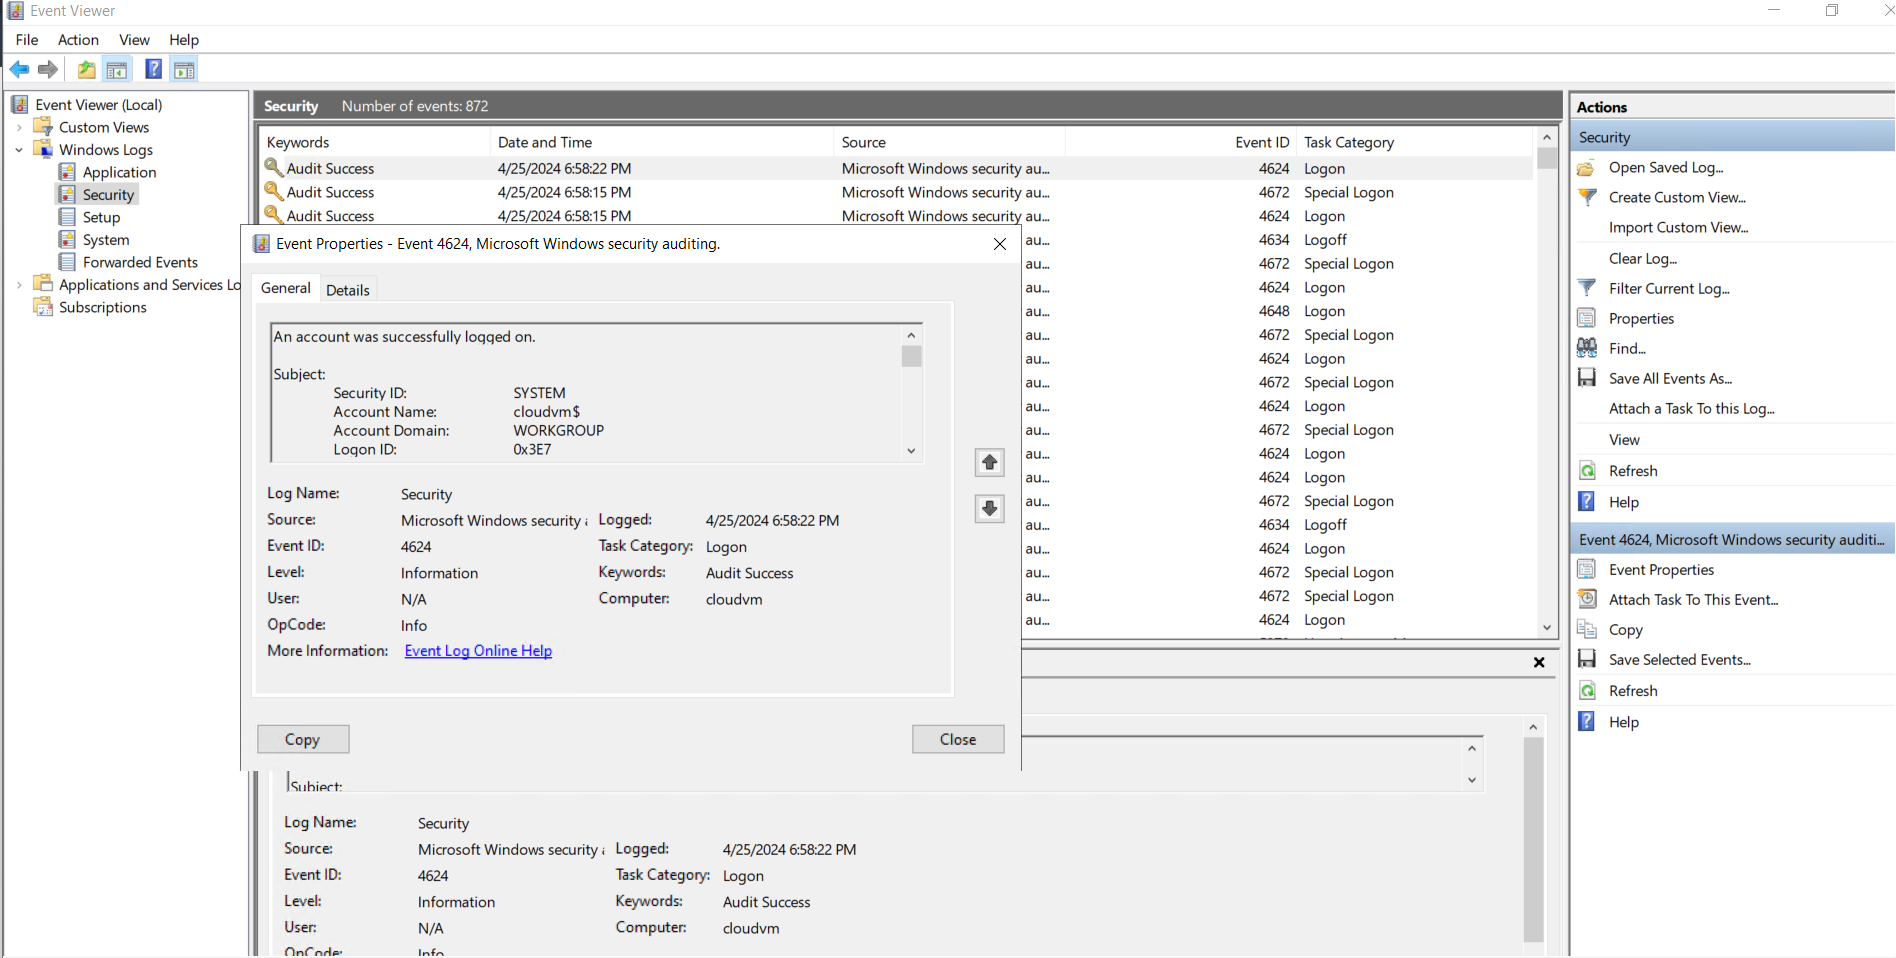 Event Viewer
File Action View Help
Event Viewer (Local)
Custom Views
Windows Logs
Application
Security
Setup
System
Forwarded Events
Applications and Services Lo
Subscriptions
Security Number of events: 872
Keywords Date and Time Source Event ID Task Category
Audit Success 4/25/2024 6:58:22 PM Microsoft Windows security au... 4624 Logon
Audit Success 4/25/2024 6:58:15 PM Microsoft Windows security au... 4672 Special Logon
Audit Success 4/25/2024 6:58:15 PM Microsoft Windows security au... 4624 Logon
au... 4634 Logoff
au... 4672 Special Logon
au... 4624 Logon
au... 4648 Logon
au... 4672 Special Logon
au... 4624 Logon
au... 4672 Special Logon
au... 4624 Logon
au... 4672 Special Logon
au... 4624 Logon
au... 4624 Logon
au... 4672 Special Logon
au... 4634 Logoff
au... 4624 Logon
au... 4672 Special Logon
au... 4672 Special Logon
au... 4624 Logon
Event Properties - Event 4624, Microsoft Windows security auditing.
General Details
An account was successfully logged on.
Subject:
Security ID: SYSTEM
Account Name: cloudvm$
Account Domain: WORKGROUP
Logon ID: 0x3E7
Log Name: Security
Source: Microsoft Windows security Logged: 4/25/2024 6:58:22 PM
Event ID: 4624 Task Category: Logon
Level: Information Keywords: Audit Success
User: N/A Computer: cloudvm
OpCode: Info
More Information: Event Log Online Help
Copy Close
Subject:
Log Name: Security
Source: Microsoft Windows security Logged: 4/25/2024 6:58:22 PM
Event ID: 4624 Task Category: Logon
Level: Information Keywords: Audit Success
User: N/A Computer: cloudvm
OpCode: Info
Actions
Security
Open Saved Log...
Create Custom View...
Import Custom View...
Clear Log...
Filter Current Log...
Properties
Find...
Save All Events As...
Attach a Task To this Log...
View
Refresh
Help
Event 4624, Microsoft Windows security auditi...
Event Properties
Attach Task To This Event...
Copy
Save Selected Events...
Refresh
Help